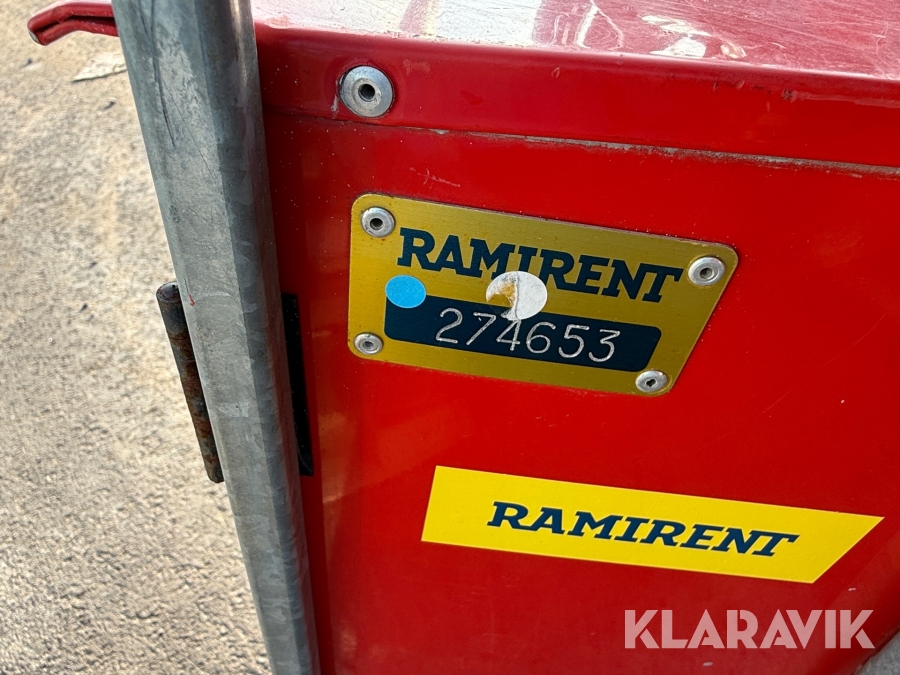 RAMIRENT
274653
RAMIRENT
KLARAVIK